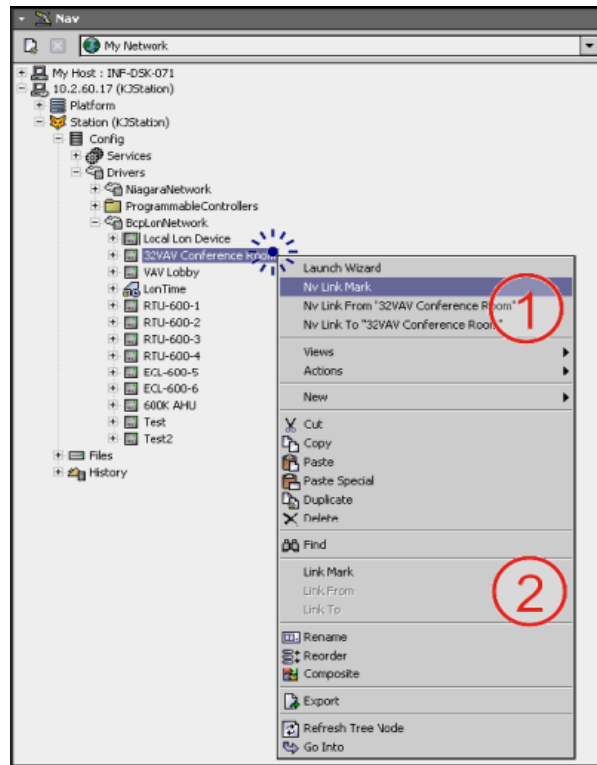 Nav
My Network
My Host : INF-DSK-071
10.2.60.17 (KJStation)
Platform
Station (KJStation)
Config
Services
Drivers
NiagaraNetwork
ProgrammableControllers
BcpLonNetwork
Local Lon Device
32VAV Conference Room
VAV Lobby
LonTime
RTU-600-1
RTU-600-2
RTU-600-3
RTU-600-4
ECL-600-5
ECL-600-6
600K AHU
Test
Test2
Files
History
Launch Wizard
Nv Link Mark
Nv Link From "32VAV Conference Room"
Nv Link To "32VAV Conference Room"
1
Views
Actions
New
Cut
Copy
Paste
Paste Special
Duplicate
Delete
Find
Link Mark
Link From
Link To
2
Rename
Reorder
Composite
Export
Refresh Tree Node
Go Into